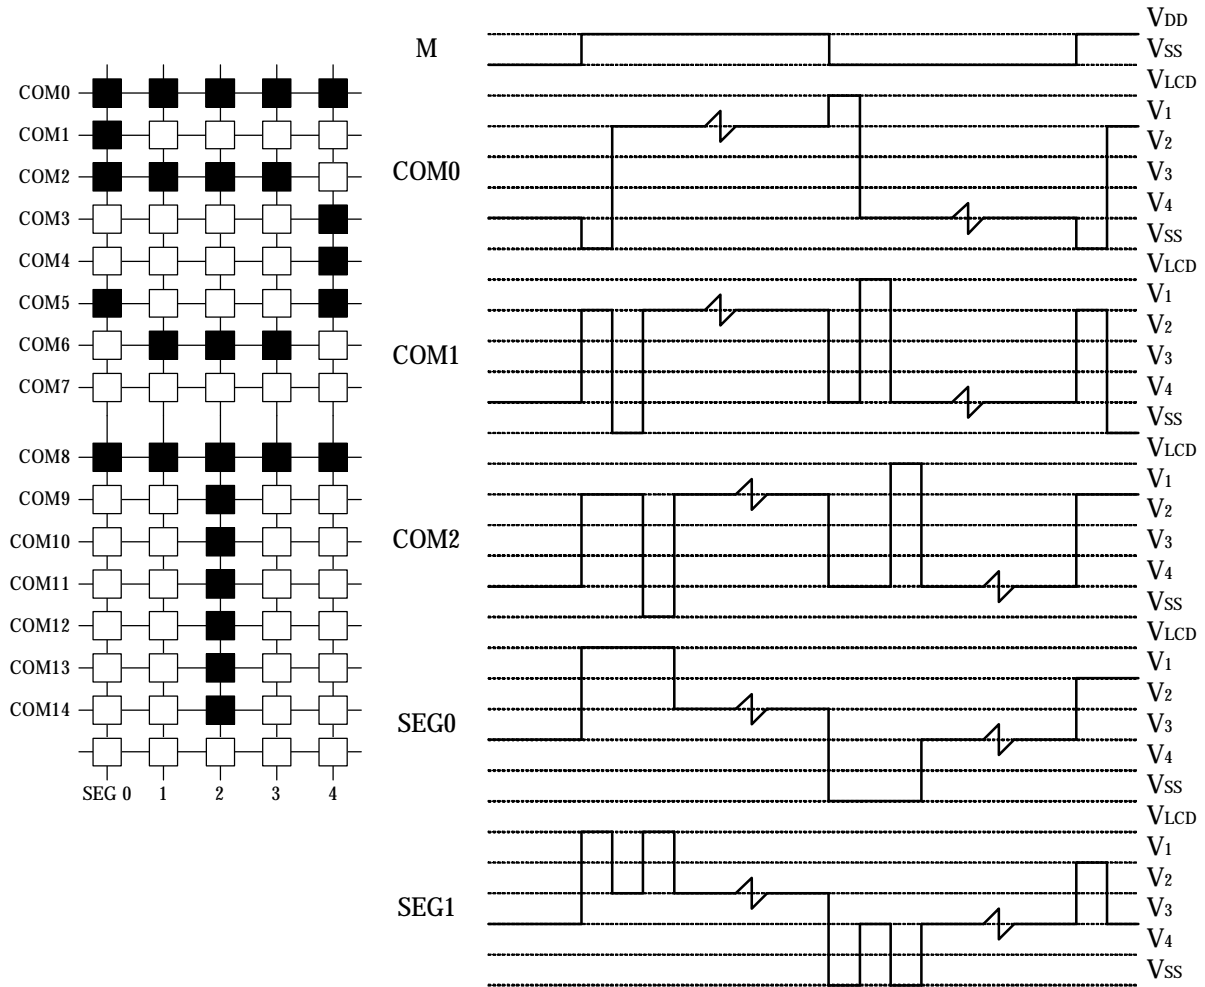 COM0
COM1
COM2
COM3
COM4
COM5
COM6
COM7
COM8
COM9
COM10
COM11
COM12
COM13
COM14
SEG 0 1 2 3 4
M
VDD
VSS
COM0
VLCD
V1
V2
V3
V4
VSS
COM1
VLCD
V1
V2
V3
V4
VSS
COM2
VLCD
V1
V2
V3
V4
VSS
SEG0
VLCD
V1
V2
V3
V4
VSS
SEG1
VLCD
V1
V2
V3
V4
VSS